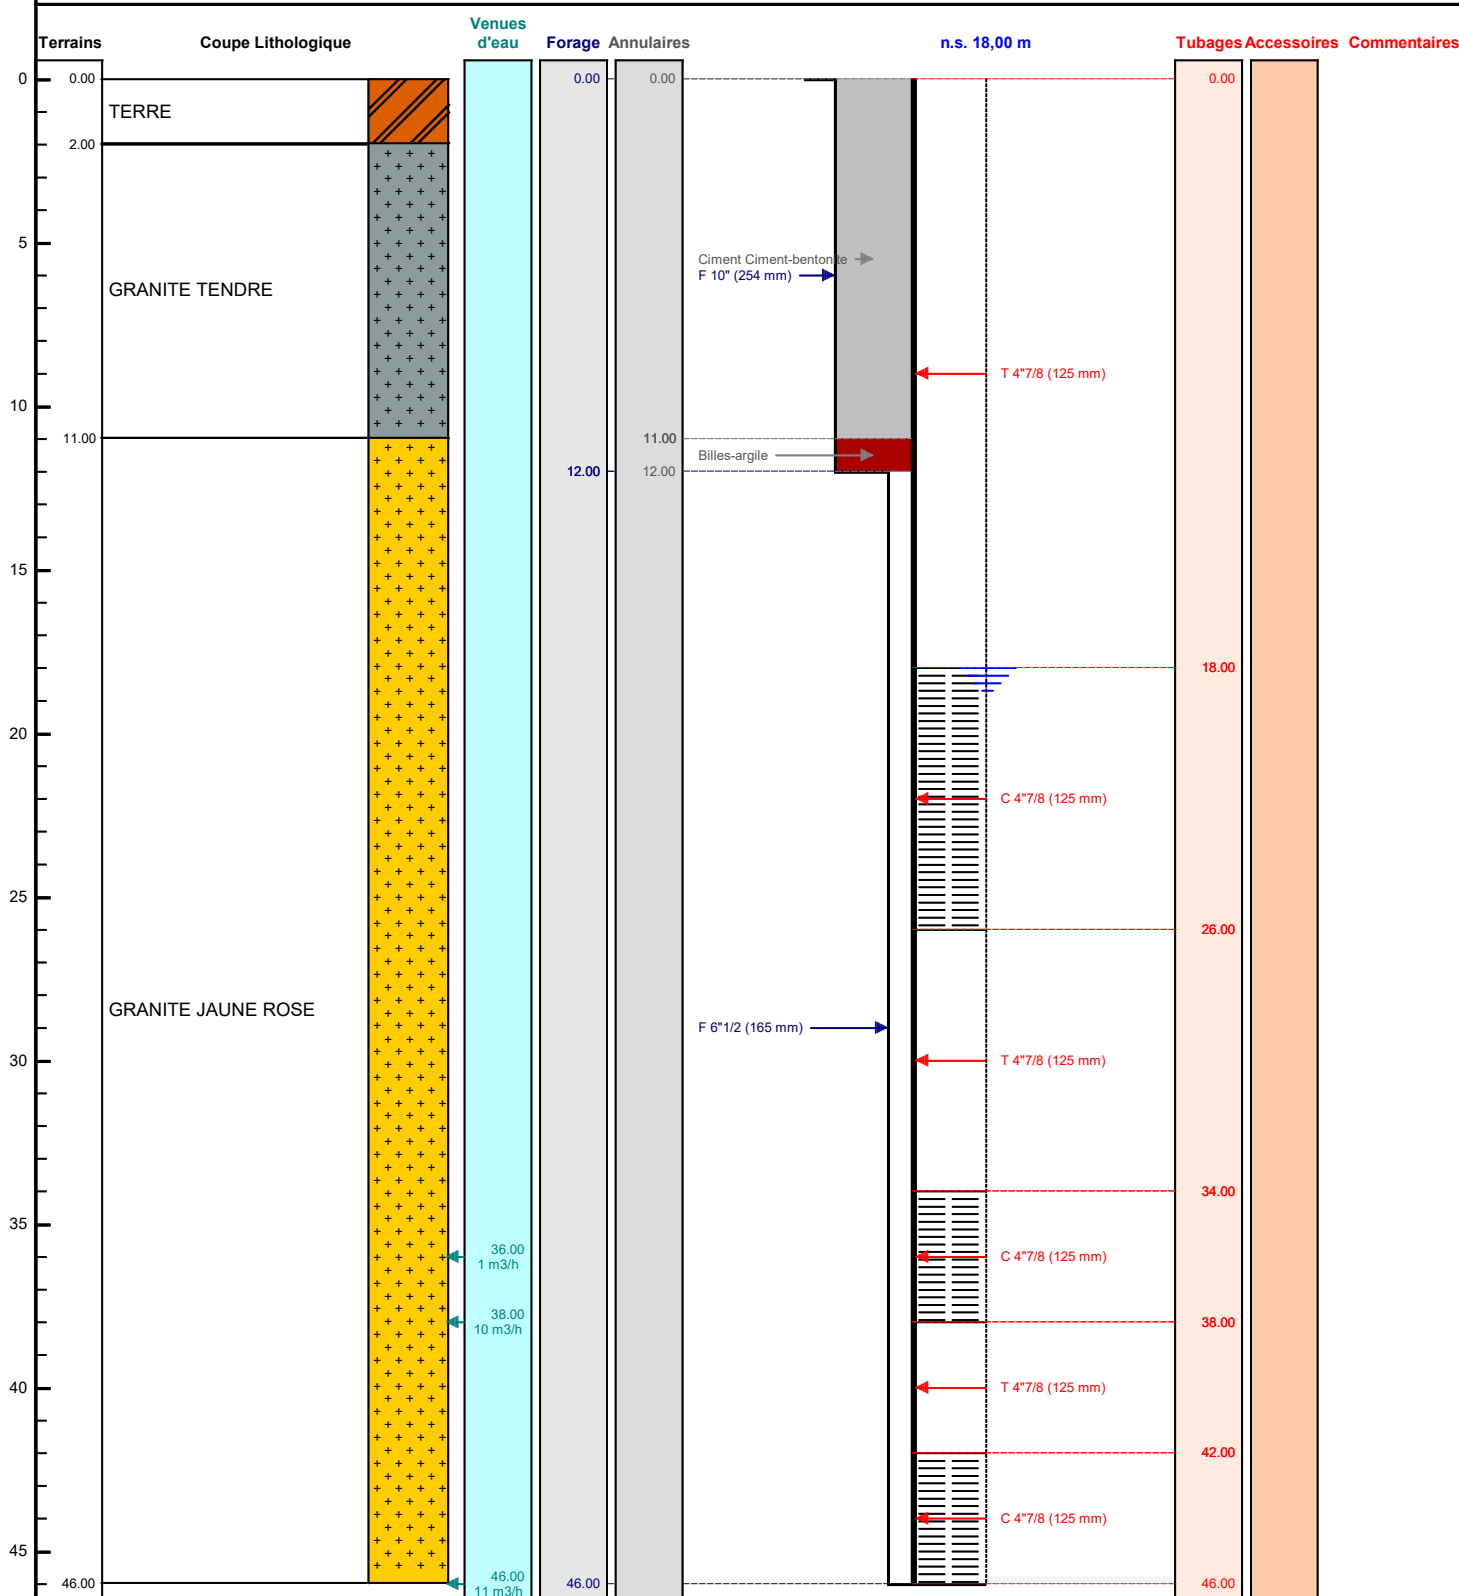 Venues
Terrains Coupe Lithologique d'eau Forage Annulaires n.s. 18,00 m Tubages Accessoires Commentaires
0 0.00 0.00 0.00 0.00
TERRE
2.00
5
Ciment Ciment-bentonite
F 10" (254 mm)
GRANITE TENDRE
T 4"7/8 (125 mm)
10
11.00 11.00
Billes-argile
12.00 12.00
15
18.00
20
C 4"7/8 (125 mm)
25
26.00
GRANITE JAUNE ROSE
F 6"1/2 (165 mm)
30 T 4"7/8 (125 mm)
34.00
35
36.00
1 m3/h
C 4"7/8 (125 mm)
38.00 38.00
10 m3/h
40 T 4"7/8 (125 mm)
42.00
C 4"7/8 (125 mm)
45
46.00 46.00 46.00 46.00
11 m3/h